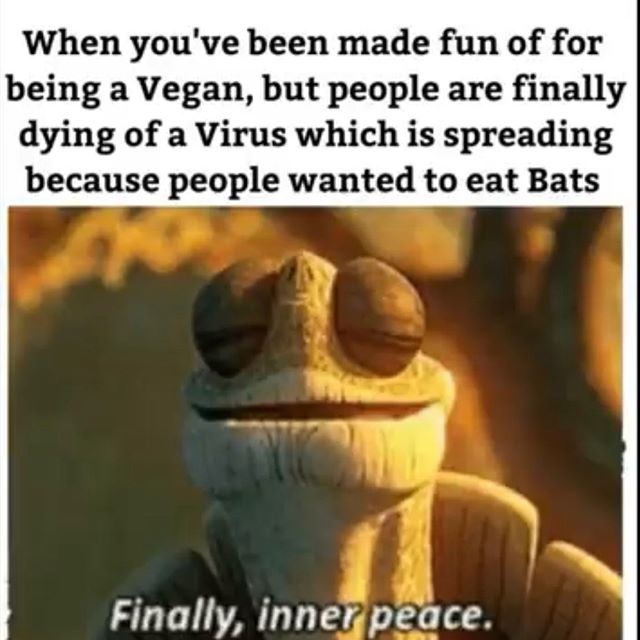 When you've been made fun of for
being a Vegan, but people are finally
dying of a Virus which is spreading
because people wanted to eat Bats
Finally, inner peace.